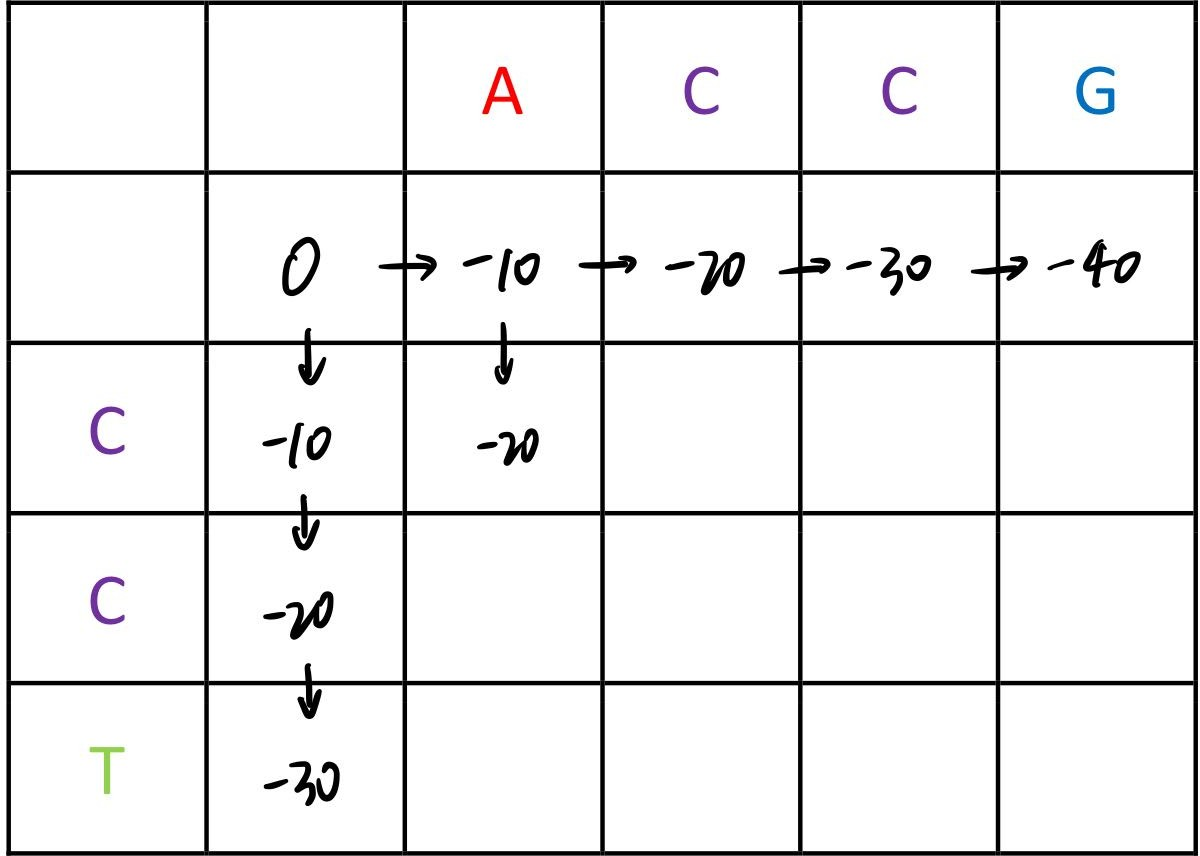 A C C G
0 → -10 → -20 → -30 → -40
↓ ↓
C -10 -20
↓
C -20
↓
T -30